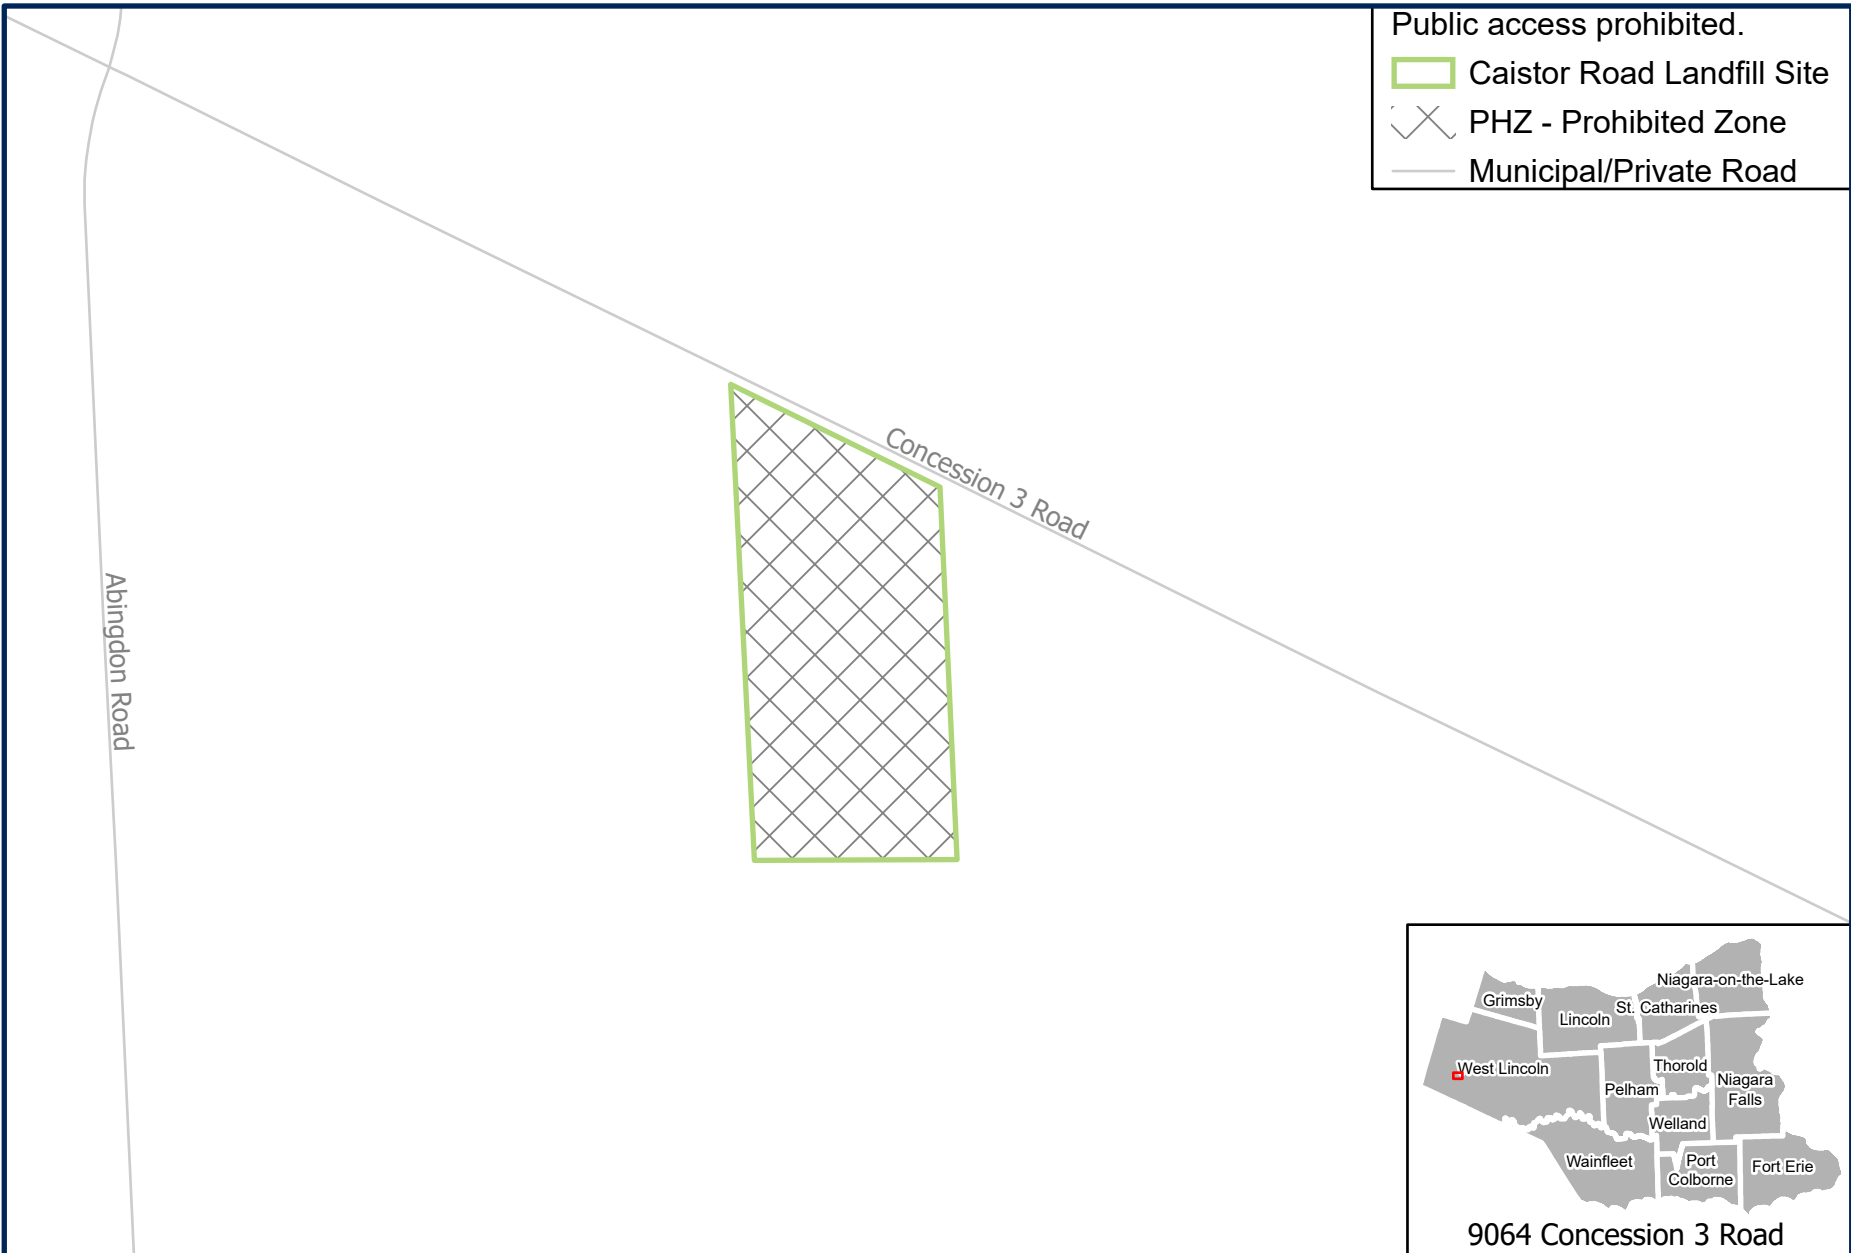 Public access prohibited.
Caistor Road Landfill Site
PHZ - Prohibited Zone
Municipal/Private Road
Concession 3 Road
Abingdon Road
Niagara-on-the-Lake
Grimsby
St. Catharines
Lincoln
West Lincoln
Thorold
Pelham
Niagara
Falls
Welland
Wainfleet
Port
Colborne
Fort Erie
9064 Concession 3 Road